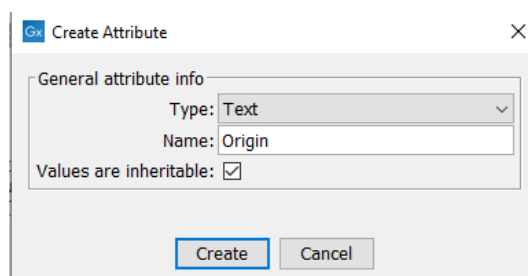 Gx Create Attribute
General attribute info
Type: Text
Name: Origin
Values are inheritable:
Create Cancel